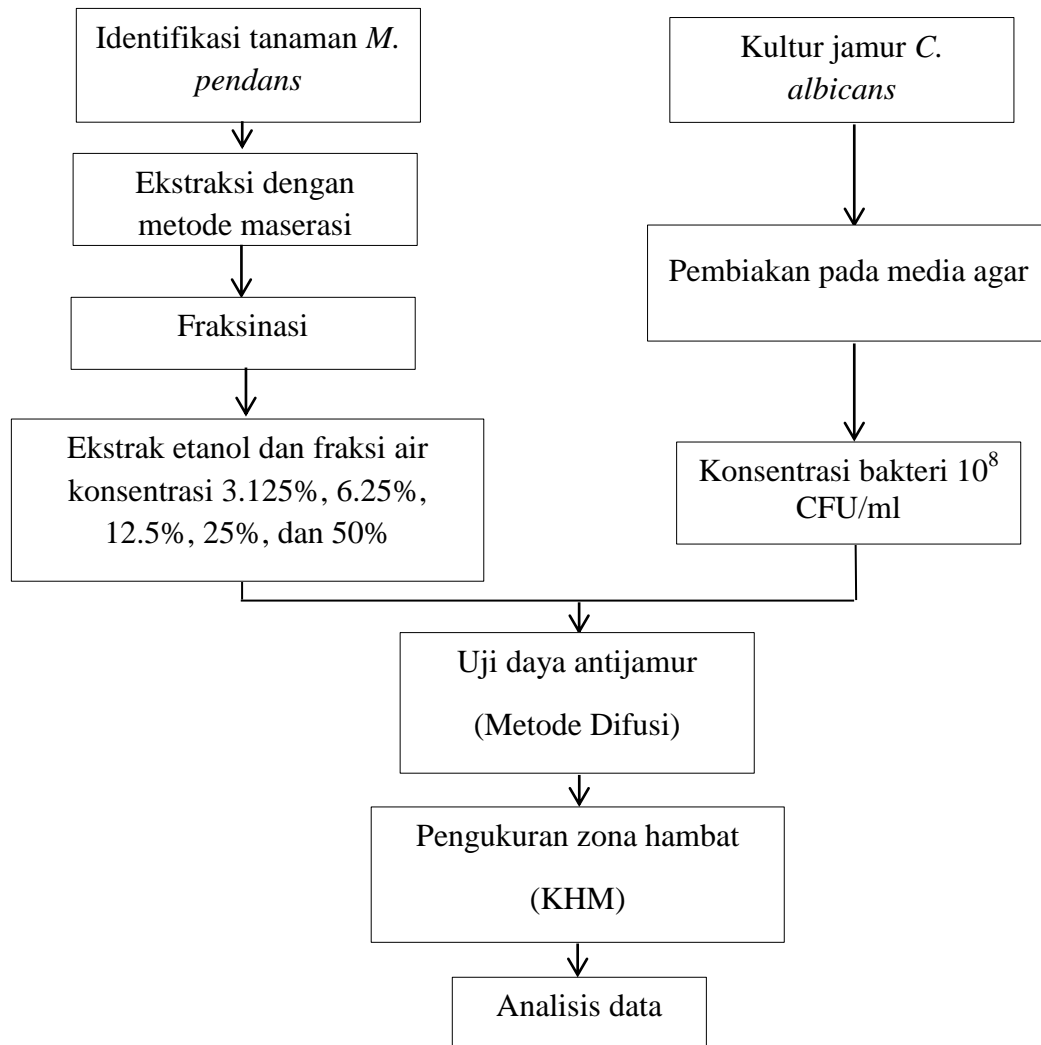 Identifikasi tanaman M.
pendans
Ekstraksi dengan
metode maserasi
Fraksinasi
Ekstrak etanol dan fraksi air
konsentrasi 3.125%, 6.25%,
12.5%, 25%, dan 50%
Kultur jamur C.
albicans
Pembiakan pada media agar
Konsentrasi bakteri 10⁸
CFU/ml
Uji daya antijamur
(Metode Difusi)
Pengukuran zona hambat
(KHM)
Analisis data